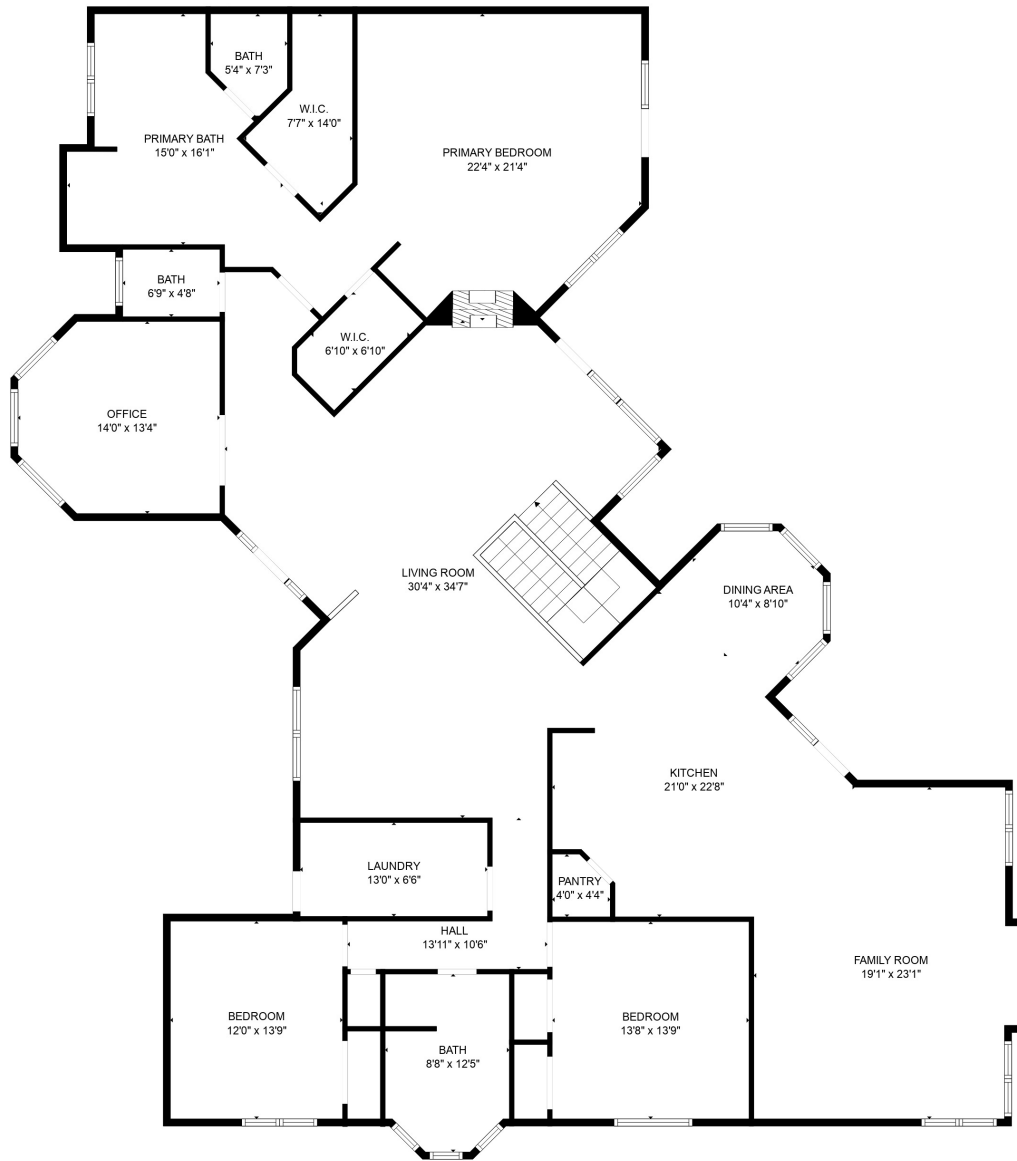 BATH
5'4" x 7'3"
W.I.C.
7'7" x 14'0"
PRIMARY BATH
15'0" x 16'1"
PRIMARY BEDROOM
22'4" x 21'4"
BATH
6'9" x 4'8"
W.I.C.
6'10" x 6'10"
OFFICE
14'0" x 13'4"
LIVING ROOM
30'4" x 34'7"
DINING AREA
10'4" x 8'10"
KITCHEN
21'0" x 22'8"
LAUNDRY
13'0" x 6'6"
PANTRY
4'0" x 4'4"
HALL
13'11" x 10'6"
FAMILY ROOM
19'1" x 23'1"
BEDROOM
12'0" x 13'9"
BEDROOM
13'8" x 13'9"
BATH
8'8" x 12'5"